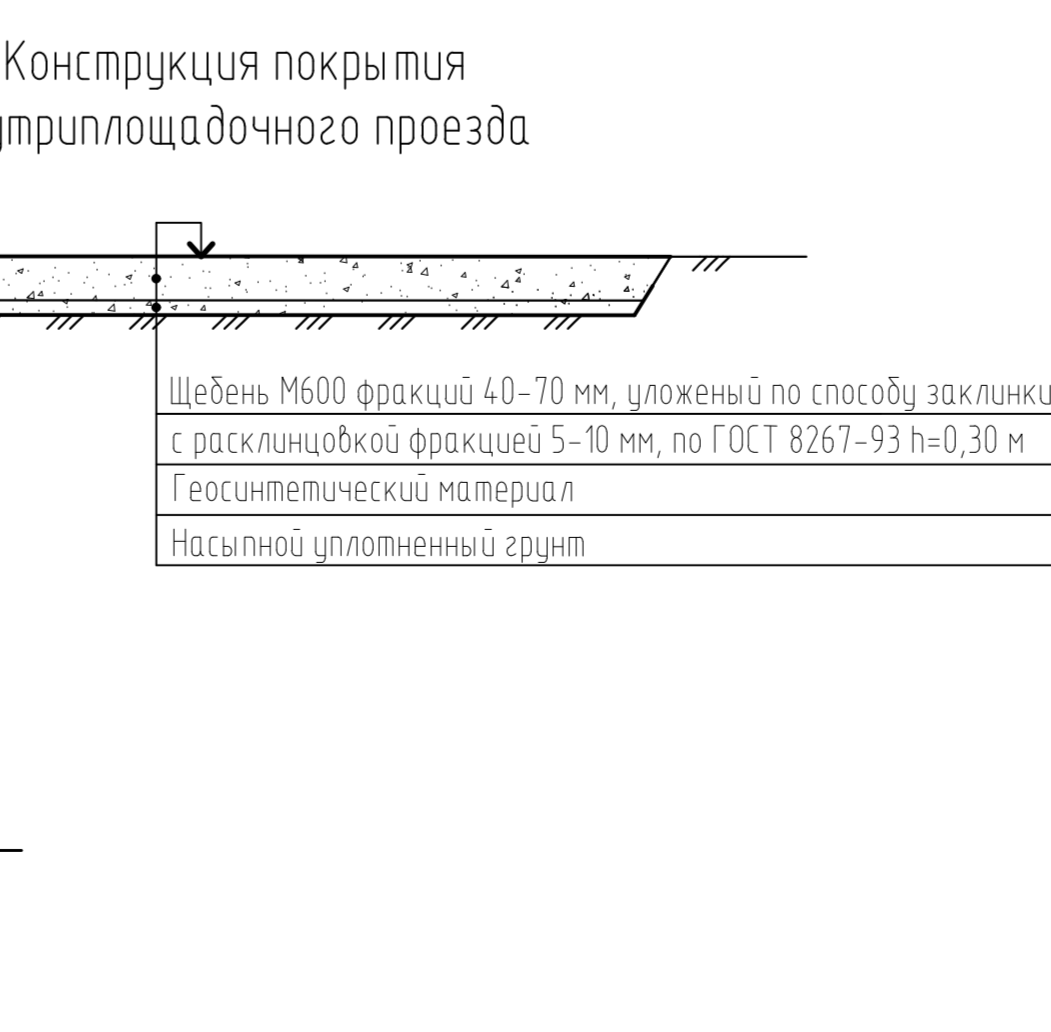 Конструкция покрытия
утриплощадочного проезда
Щебень М600 фракций 40-70 мм, уложеный по способу заклинки
с расклинцовкой фракцией 5-10 мм, по ГОСТ 8267-93 h=0,30 м
Геосинтетический материал
Насыпной уплотненный грунт